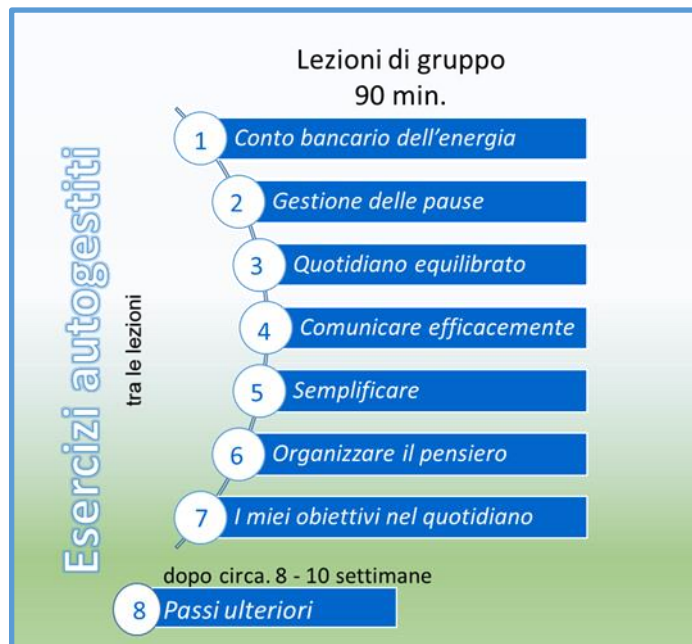 Lezioni di gruppo
90 min.
1 Conto bancario dell'energia
2 Gestione delle pause
3 Quotidiano equilibrato
4 Comunicare efficacemente
5 Semplificare
6 Organizzare il pensiero
7 I miei obiettivi nel quotidiano
Esercizi autogestiti
tra le lezioni
dopo circa. 8 - 10 settimane
8 Passi ulteriori